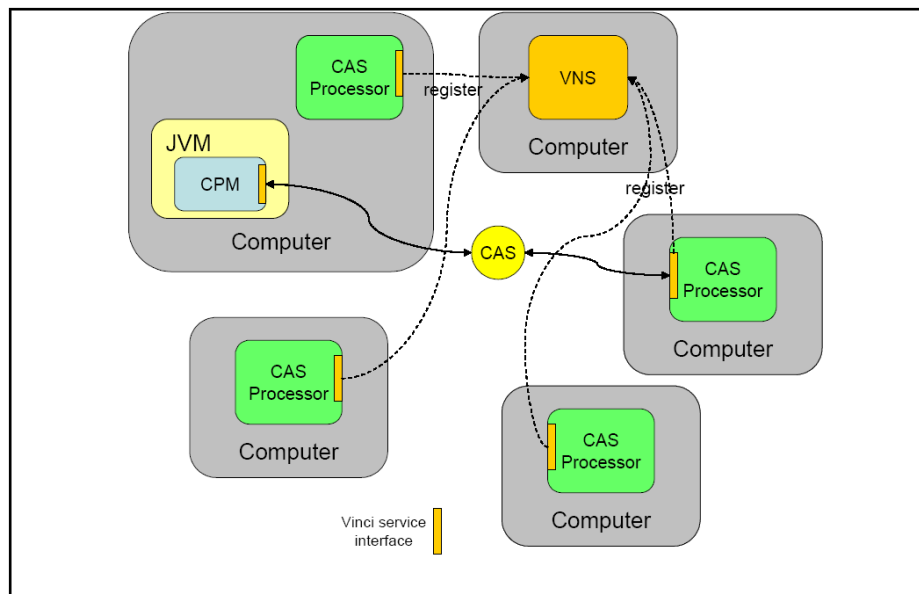 CAS
Processor
register
VNS
Computer
JVM
CPM
Computer
register
CAS
CAS
Processor
Computer
CAS
Processor
Computer
CAS
Processor
Computer
Vinci service
interface